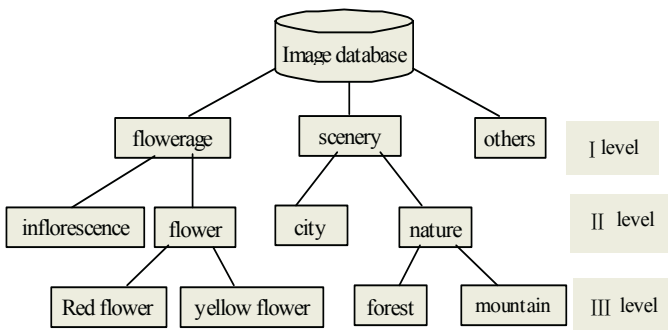 Image database
flowerage
scenery
others
I level
inflorescence
flower
city
nature
II level
Red flower
yellow flower
forest
mountain
III level